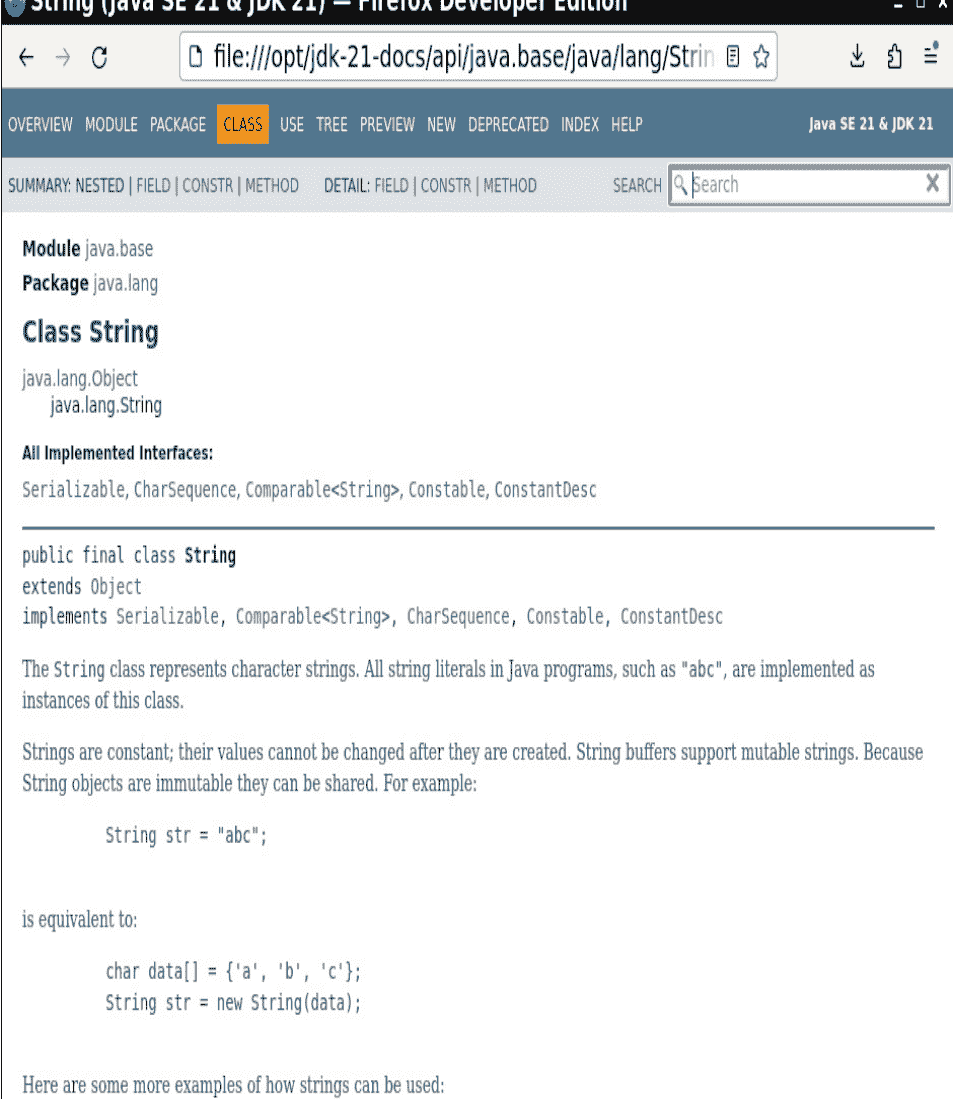 String (Java SE 21 & JDK 21) — Firefox Developer Edition
file:///opt/jdk-21-docs/api/java.base/java/lang/Strin
OVERVIEW MODULE PACKAGE CLASS USE TREE PREVIEW NEW DEPRECATED INDEX HELP Java SE 21 & JDK 21
SUMMARY: NESTED | FIELD | CONSTR | METHOD DETAIL: FIELD | CONSTR | METHOD SEARCH Search
Module java.base
Package java.lang
Class String
java.lang.Object
java.lang.String
All Implemented Interfaces:
Serializable, CharSequence, Comparable<String>, Constable, ConstantDesc
public final class String
extends Object
implements Serializable, Comparable<String>, CharSequence, Constable, ConstantDesc
The String class represents character strings. All string literals in Java programs, such as "abc", are implemented as
instances of this class.
Strings are constant; their values cannot be changed after they are created. String buffers support mutable strings. Because
String objects are immutable they can be shared. For example:
String str = "abc";
is equivalent to:
char data[] = {'a', 'b', 'c'};
String str = new String(data);
Here are some more examples of how strings can be used: